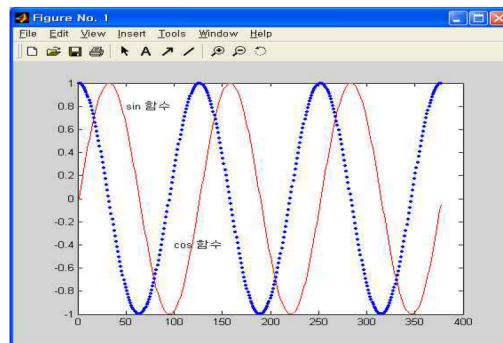 Figure No. 1
File Edit View Insert Tools Window Help
A
1
0.8
sin 함수
0.6
0.4
0.2
0
-0.2
-0.4
cos 함수
-0.6
-0.8
-1
0 50 100 150 200 250 300 350 400